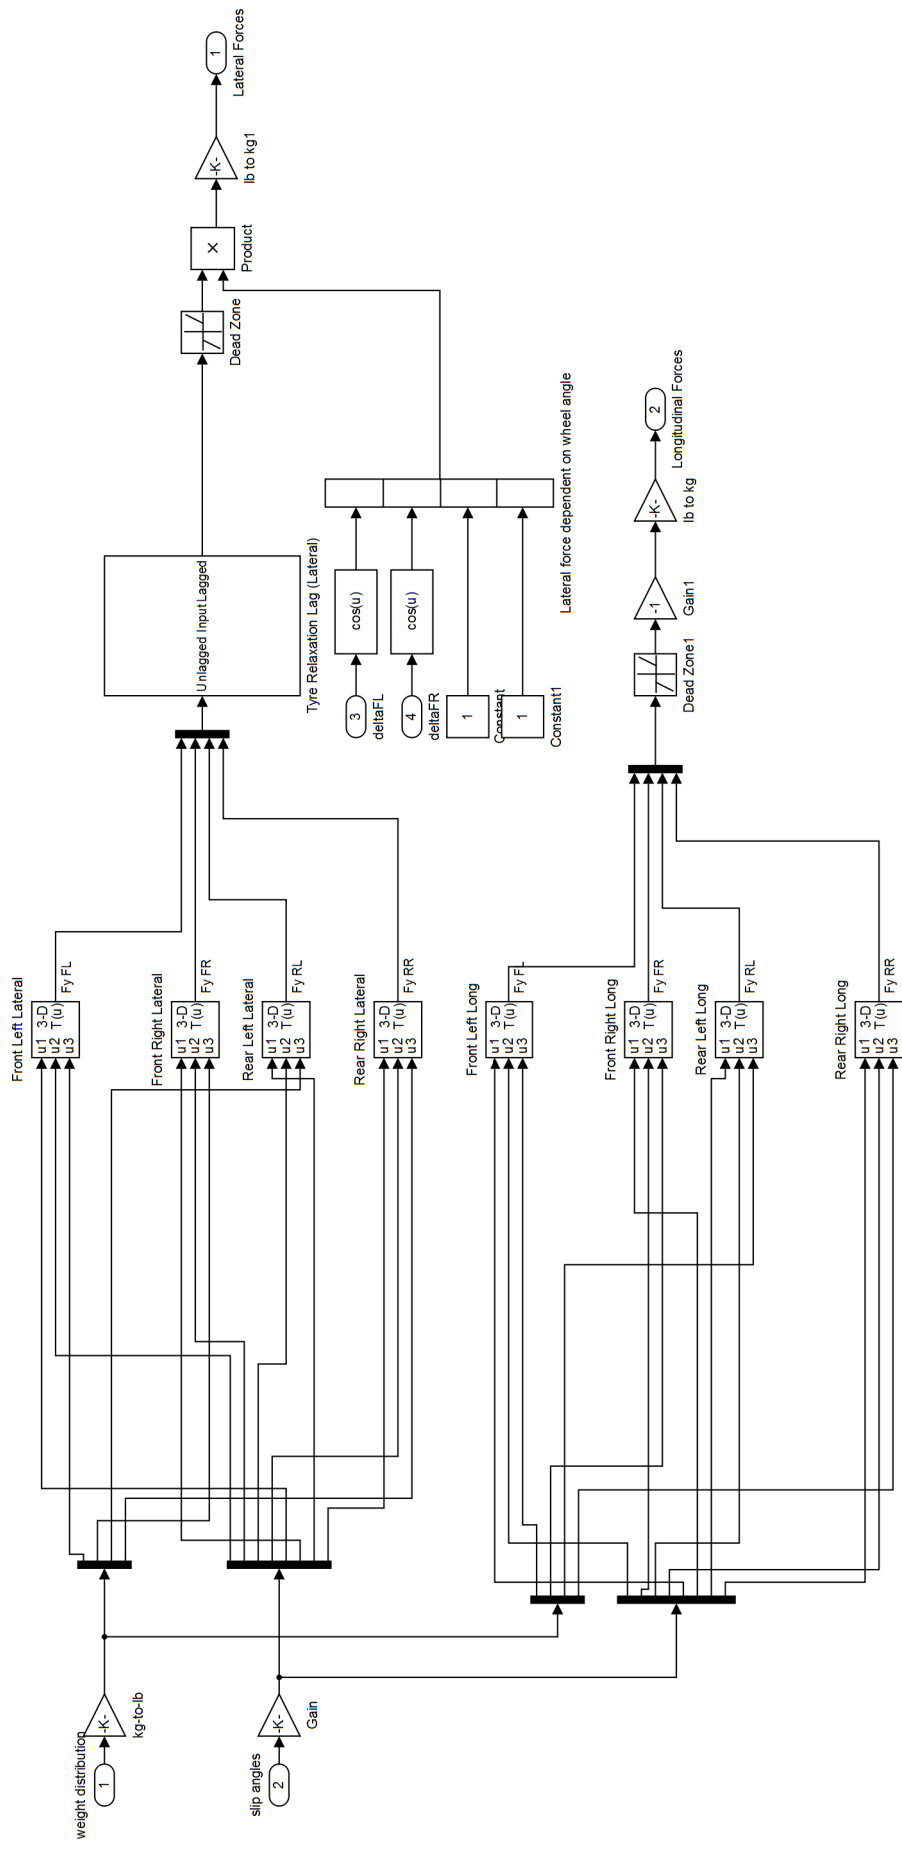 weight distribution
1
-K-
kg-to-lb
slip angles
2
-K-
Gain
Front Left Lateral
u1 3-D
u2 T(u)
u3
Fy FL
Front Right Lateral
u1 3-D
u2 T(u)
u3
Fy FR
Rear Left Lateral
u1 3-D
u2 T(u)
u3
Fy RL
Rear Right Lateral
u1 3-D
u2 T(u)
u3
Fy RR
Front Left Long
u1 3-D
u2 T(u)
u3
Fy FL
Front Right Long
u1 3-D
u2 T(u)
u3
Fy FR
Rear Left Long
u1 3-D
u2 T(u)
u3
Fy RL
Rear Right Long
u1 3-D
u2 T(u)
u3
Fy RR
Unlagged Input Lagged
Tyre Relaxation Lag (Lateral)
3
deltaFL
cos(u)
4
deltaFR
cos(u)
1
Constant
1
Constant1
Lateral force dependent on wheel angle
Dead Zone
×
Product
-K-
lb to kg1
1
Lateral Forces
Dead Zone1
-1
Gain1
-K-
lb to kg
2
Longitudinal Forces